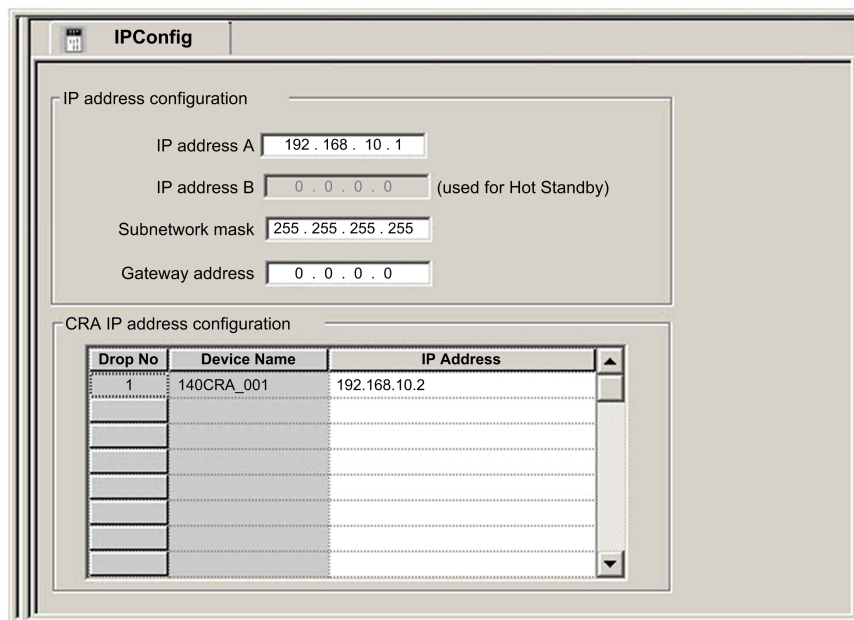 IPConfig
IP address configuration
IP address A 192 . 168 . 10 . 1
IP address B 0 . 0 . 0 . 0 (used for Hot Standby)
Subnetwork mask 255 . 255 . 255 . 255
Gateway address 0 . 0 . 0 . 0
CRA IP address configuration
Drop No Device Name IP Address
1 140CRA_001 192.168.10.2